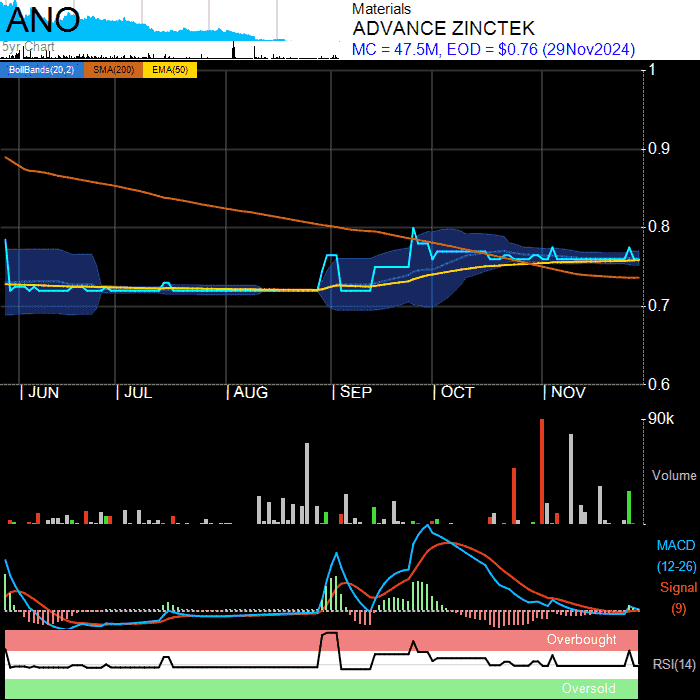 ANO
5yr Chart
Materials
ADVANCE ZINCTEK
MC = 47.5M, EOD = $0.76 (29Nov2024)
BollBands(20,2) SMA(200) EMA(50)
1
0.9
0.8
0.7
0.6
JUN JUL AUG SEP OCT NOV
90k
Volume
MACD
(12-26)
Signal
(9)
Overbought
RSI(14)
Oversold